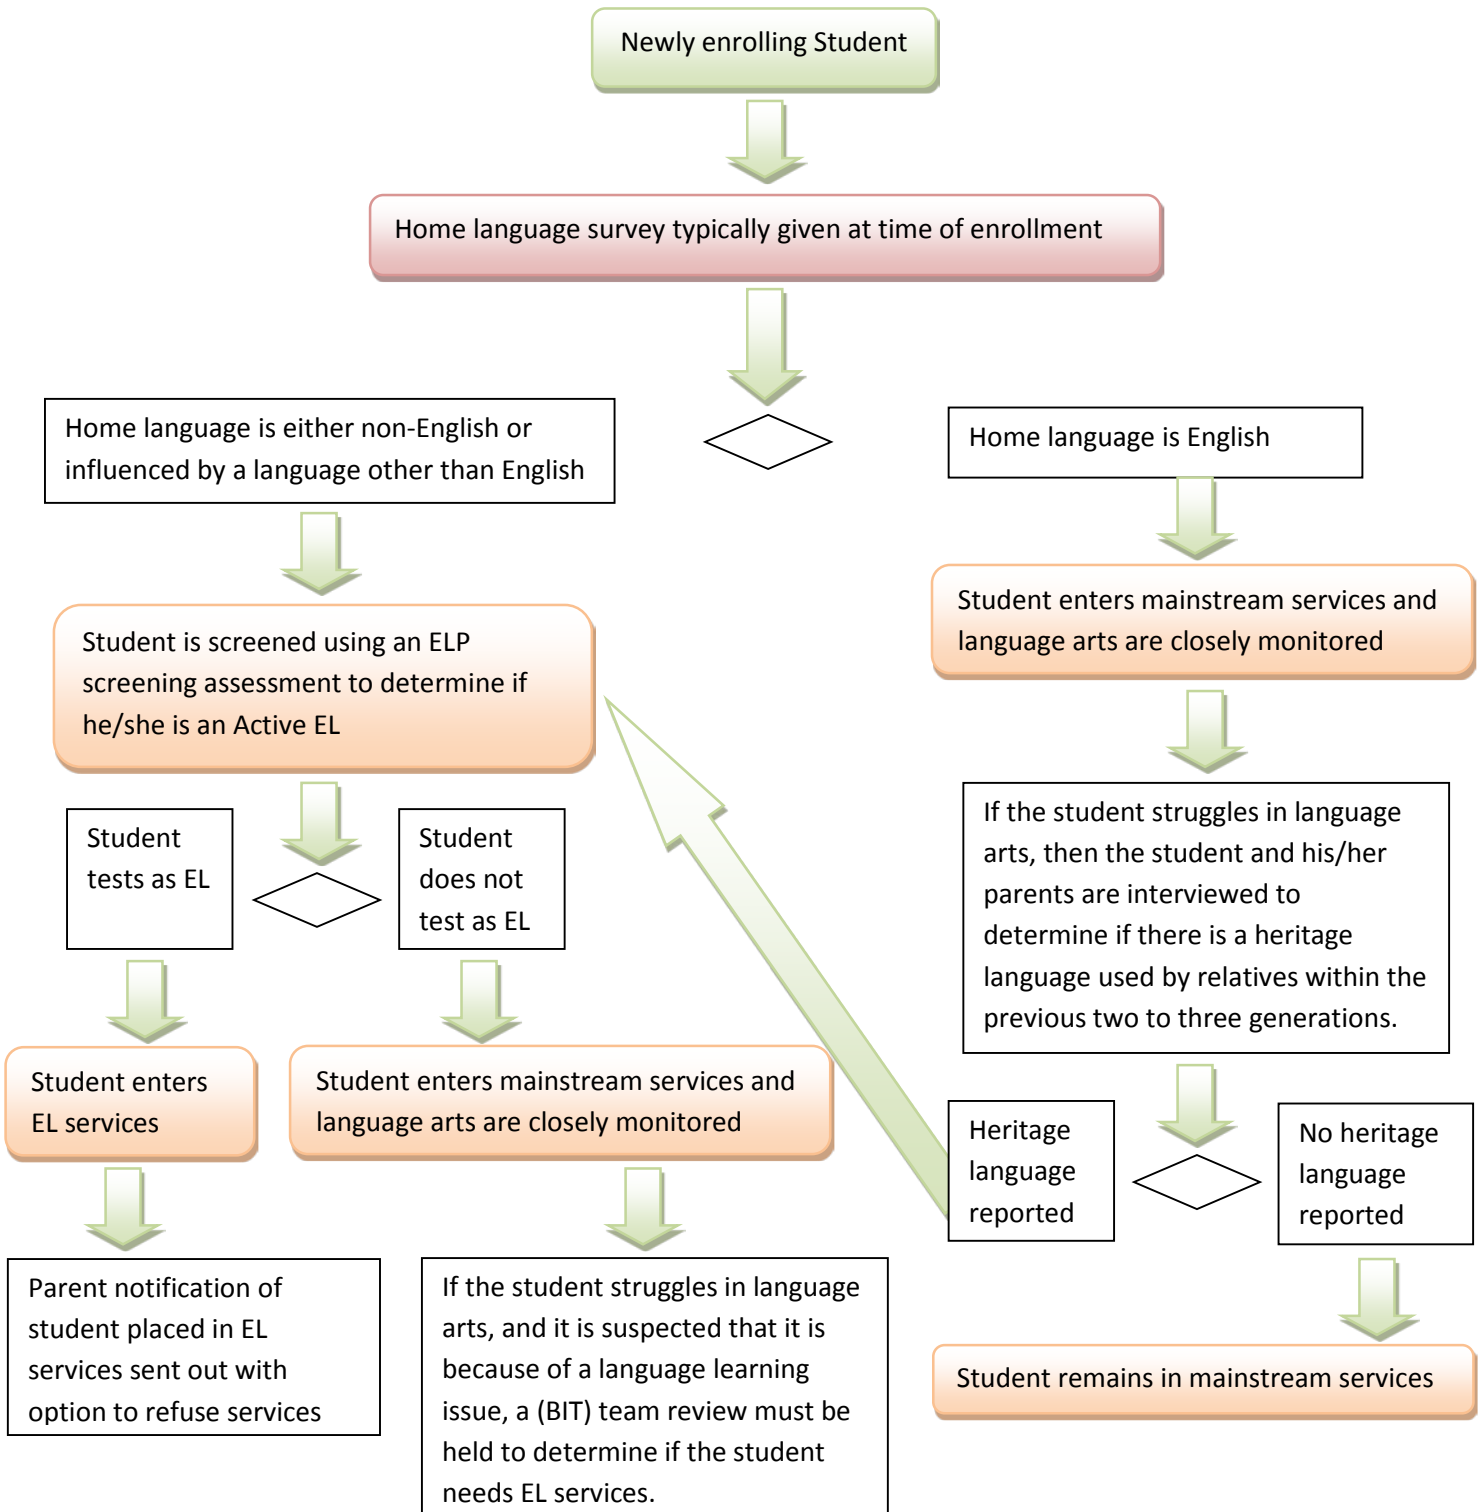 Newly enrolling Student
Home language survey typically given at time of enrollment
Home language is either non-English or
influenced by a language other than English
Home language is English
Student is screened using an ELP
screening assessment to determine if
he/she is an Active EL
Student enters mainstream services and
language arts are closely monitored
Student
tests as EL
Student
does not
test as EL
If the student struggles in language
arts, then the student and his/her
parents are interviewed to
determine if there is a heritage
language used by relatives within the
previous two to three generations.
Student enters
EL services
Student enters mainstream services and
language arts are closely monitored
Heritage
language
reported
No heritage
language
reported
Parent notification of
student placed in EL
services sent out with
option to refuse services
If the student struggles in language
arts, and it is suspected that it is
because of a language learning
issue, a (BIT) team review must be
held to determine if the student
needs EL services.
Student remains in mainstream services